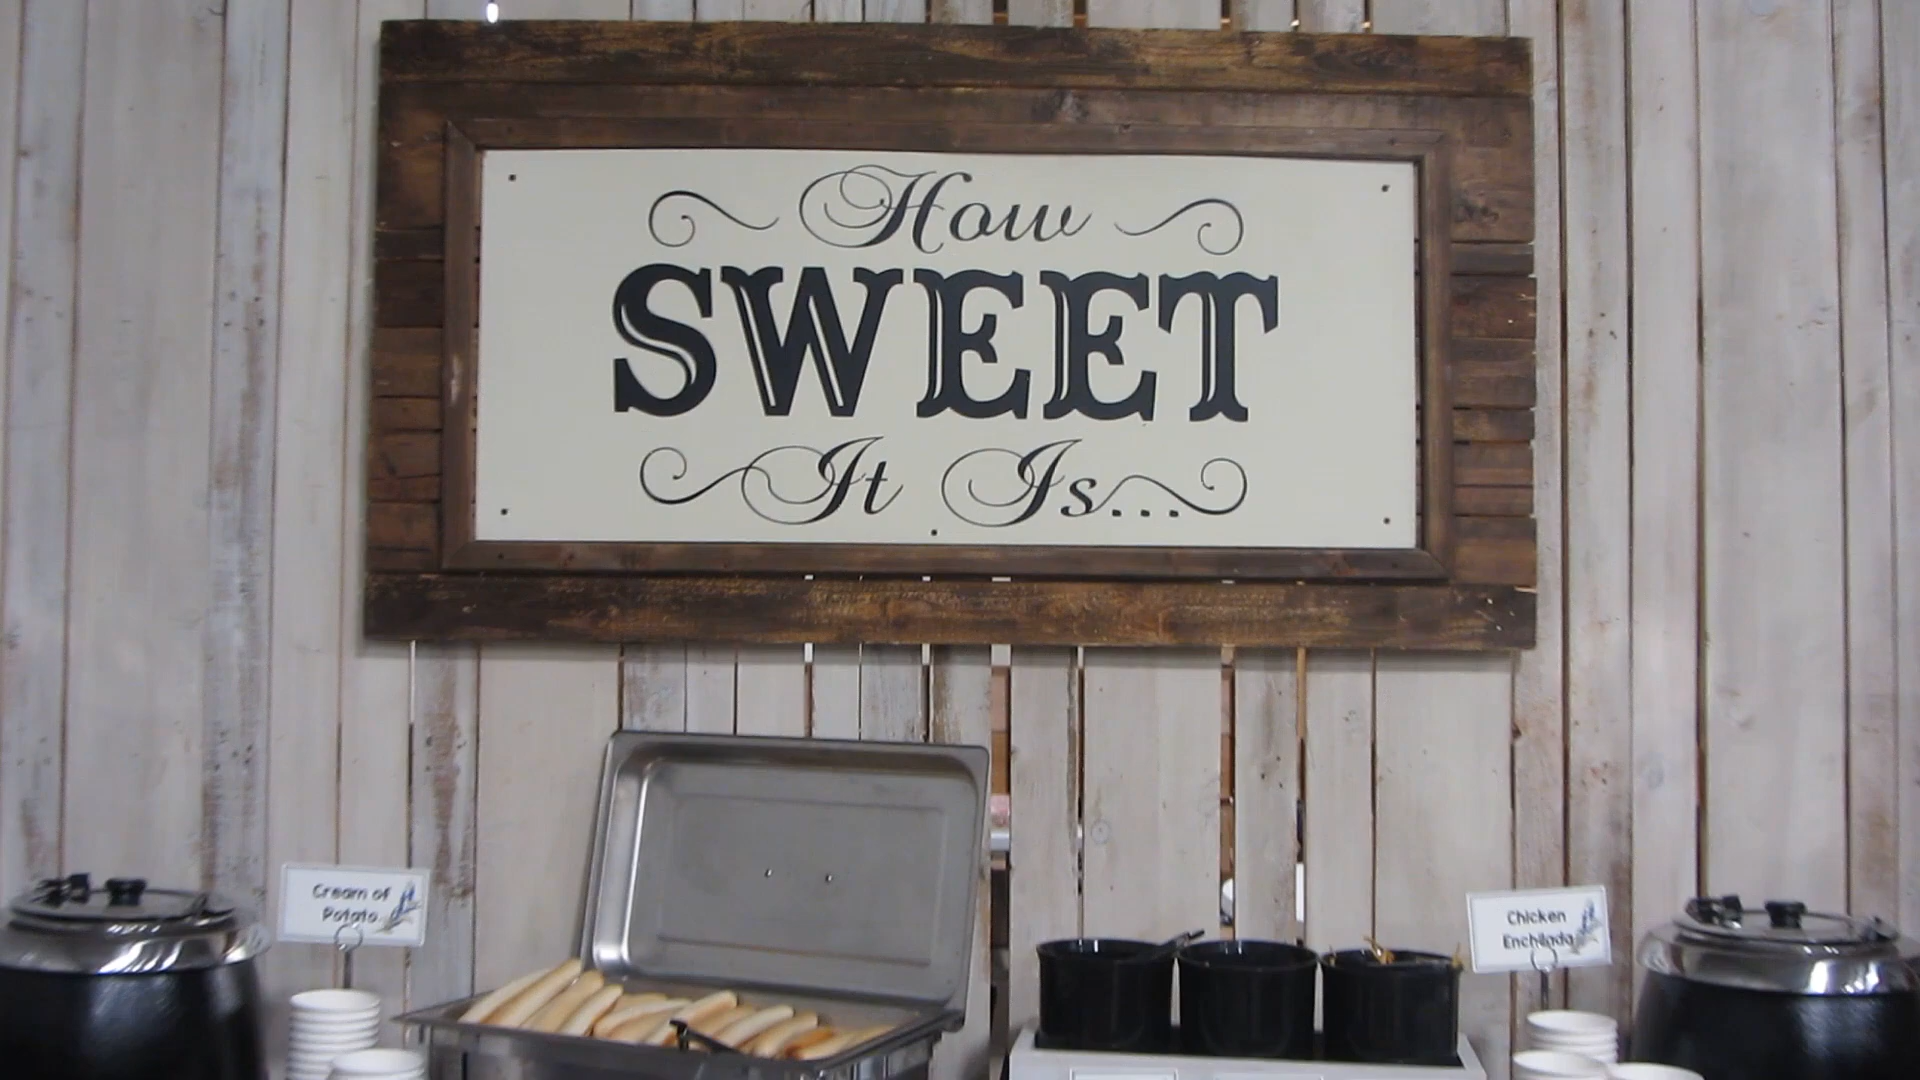 How
SWEET
It Is...
Cream of
Potato
Chicken
Enchilada